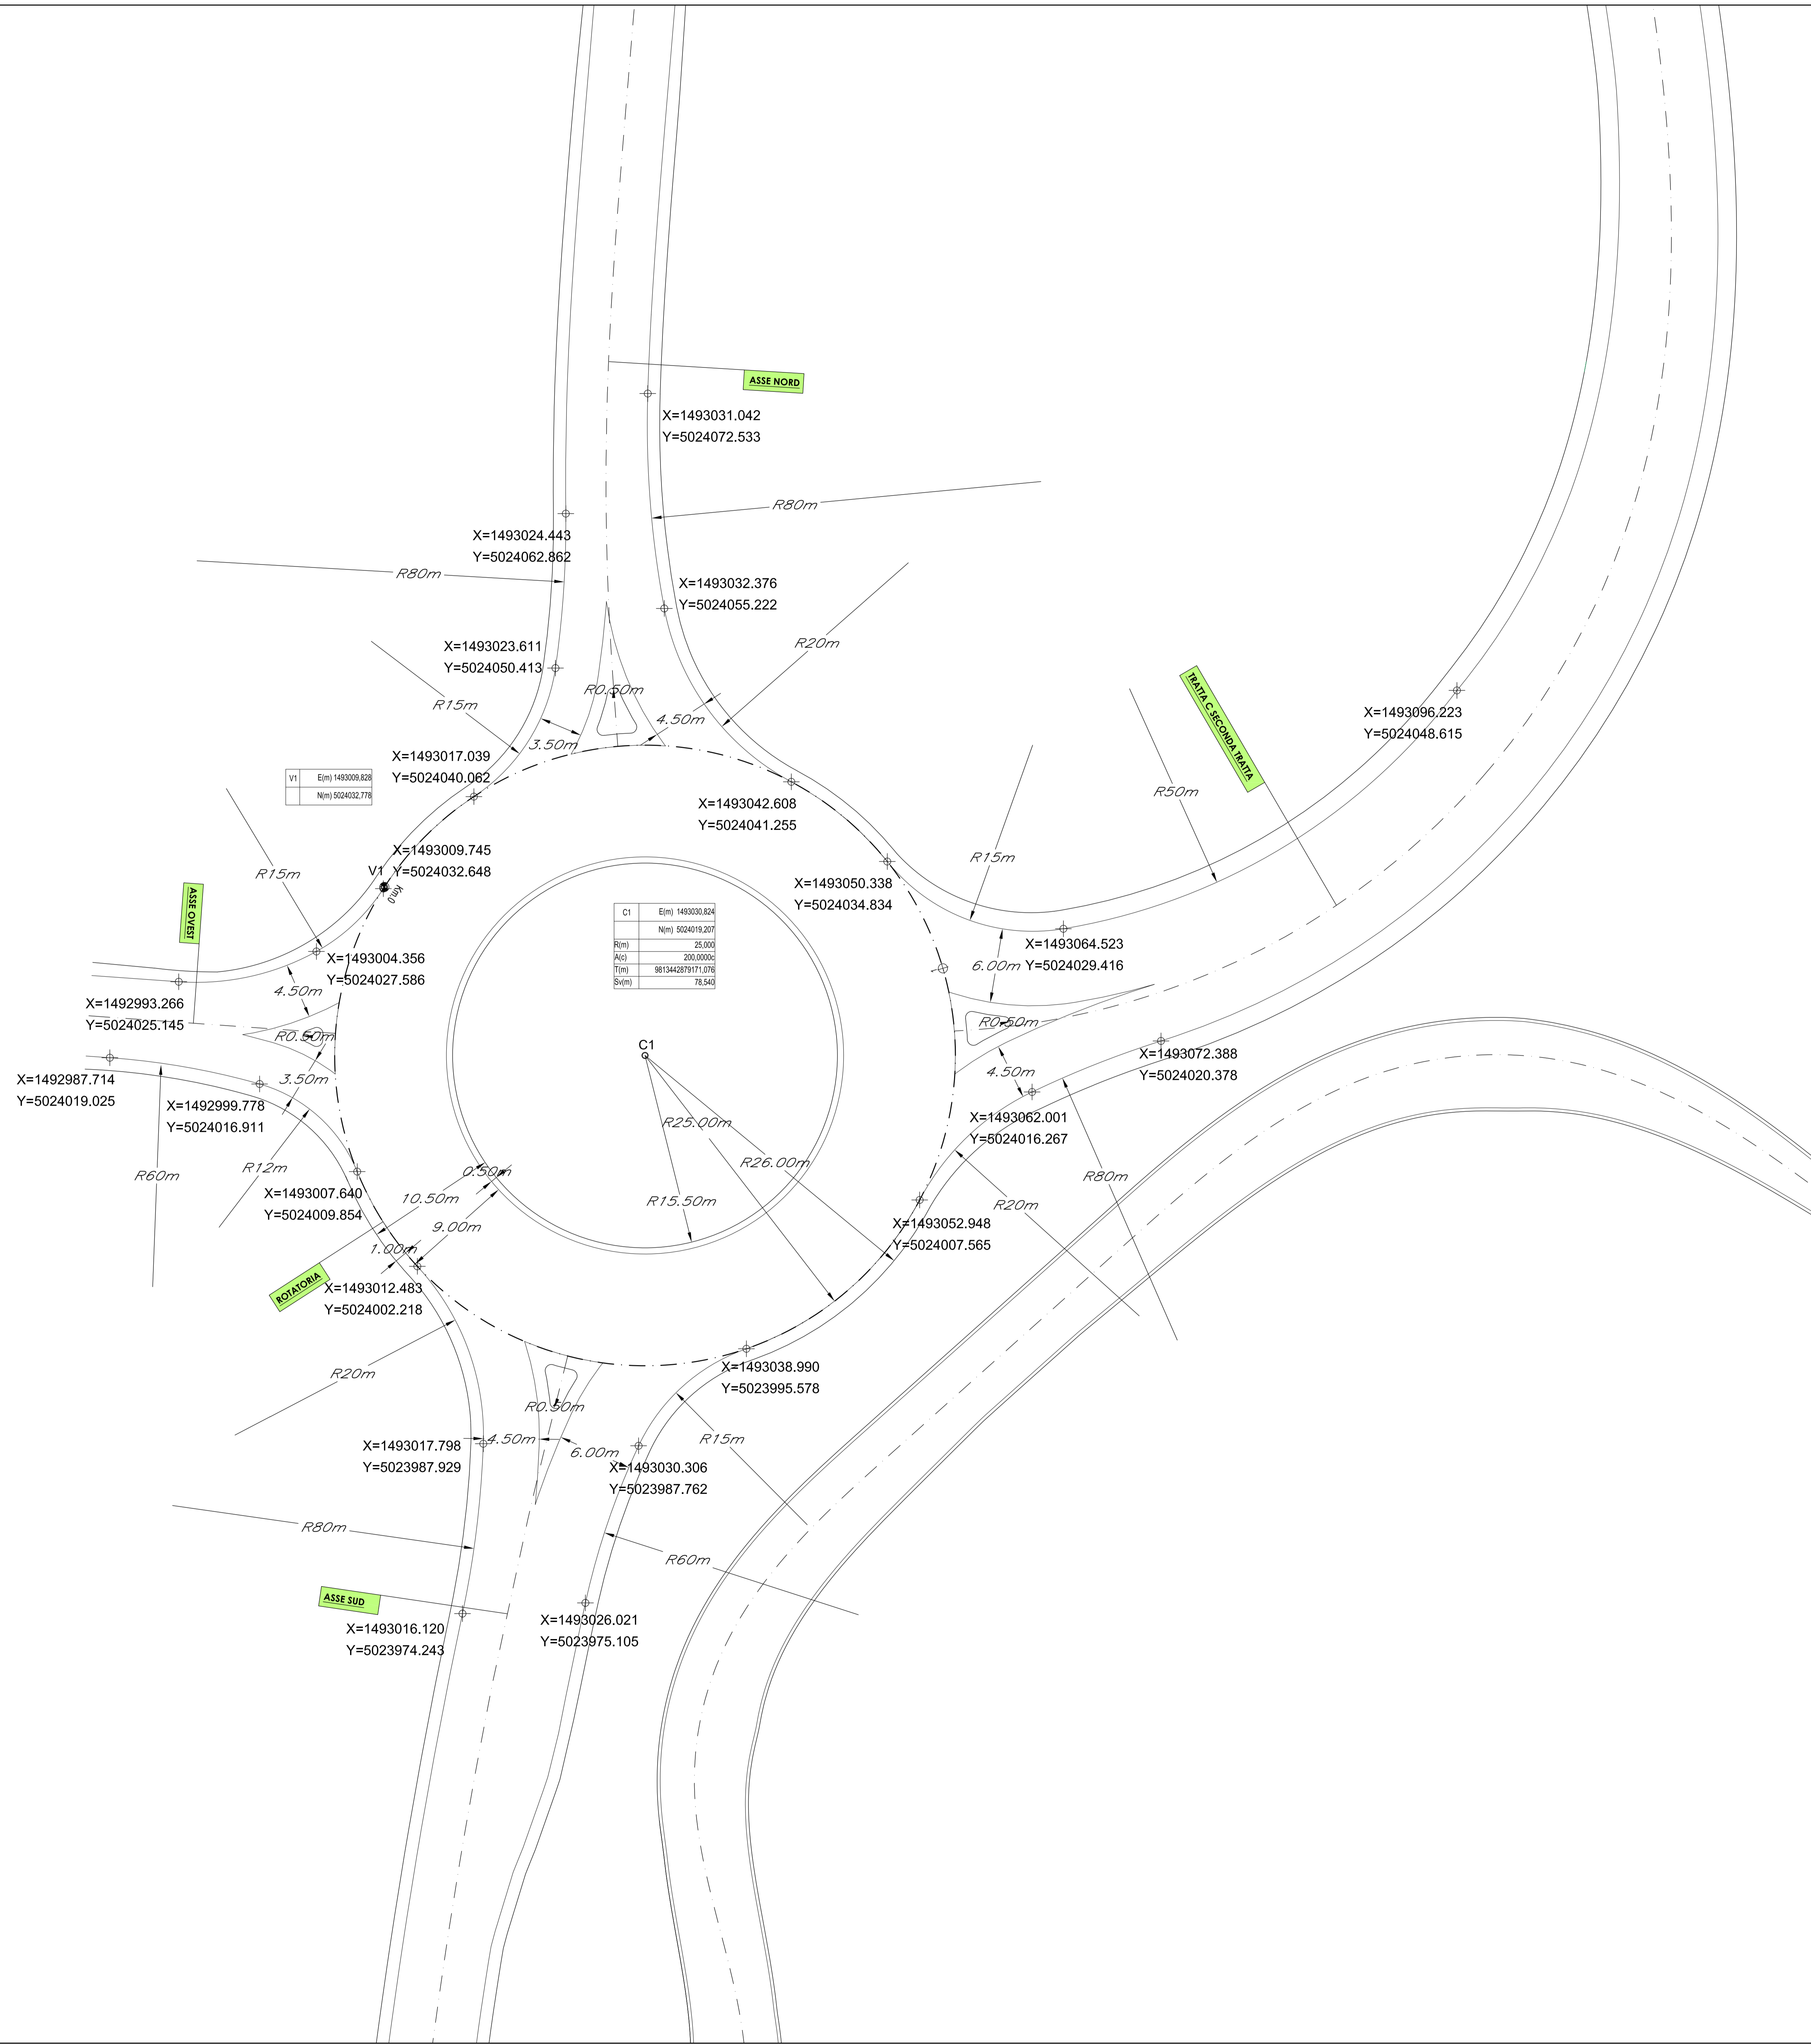 ASSE NORD
X=1493031.042
Y=5024072.533
R80m
X=1493024.443
Y=5024062.862
R80m
X=1493032.376
Y=5024055.222
R20m
X=1493023.611
Y=5024050.413
R0.50m
R15m
4.50m
3.50m
TRATTA C SECONDA TRATTA
X=1493096.223
Y=5024048.615
X=1493017.039
Y=5024040.062
V1 E(m) 1493009,828
N(m) 5024032,778
R50m
X=1493042.608
Y=5024041.255
X=1493009.745
Y=5024032.648
V1
Km.0
R15m
R15m
X=1493050.338
Y=5024034.834
ASSE OVEST
C1 E(m) 1493030,824
N(m) 5024019,207
R(m) 25,000
A(c) 200,0000c
T(m) 9813442879171,076
Sv(m) 78,540
X=1493064.523
Y=5024029.416
6.00m
X=1493004.356
Y=5024027.586
4.50m
X=1492993.266
Y=5024025.145
R0.50m
R0.50m
C1
X=1493072.388
Y=5024020.378
4.50m
3.50m
X=1492987.714
Y=5024019.025
X=1492999.778
Y=5024016.911
X=1493062.001
Y=5024016.267
R25.00m
R26.00m
R60m
R12m
0.50m
R80m
X=1493007.640
Y=5024009.854
10.50m
R15.50m
R20m
9.00m
X=1493052.948
Y=5024007.565
1.00m
ROTATORIA
X=1493012.483
Y=5024002.218
R20m
X=1493038.990
Y=5023995.578
R0.50m
4.50m
R15m
X=1493017.798
Y=5023987.929
6.00m
X=1493030.306
Y=5023987.762
R80m
R60m
ASSE SUD
X=1493016.120
Y=5023974.243
X=1493026.021
Y=5023975.105